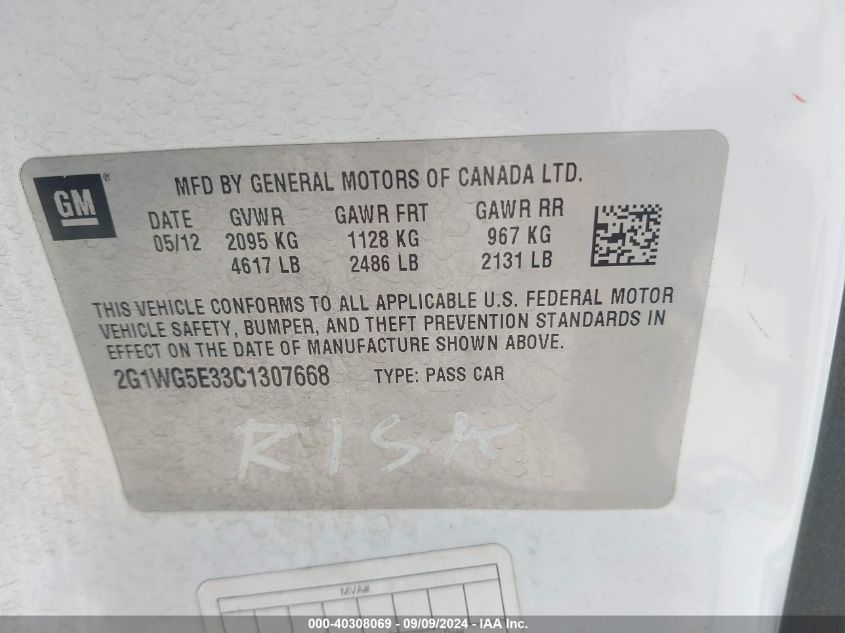 GM®
MFD BY GENERAL MOTORS OF CANADA LTD.
DATE GVWR GAWR FRT GAWR RR
05/12 2095 KG 1128 KG 967 KG
4617 LB 2486 LB 2131 LB
THIS VEHICLE CONFORMS TO ALL APPLICABLE U.S. FEDERAL MOTOR
VEHICLE SAFETY, BUMPER, AND THEFT PREVENTION STANDARDS IN
EFFECT ON THE DATE OF MANUFACTURE SHOWN ABOVE.
2G1WG5E33C1307668 TYPE: PASS CAR
RISA
MVA#
000-40308069 - 09/09/2024 - IAA Inc.